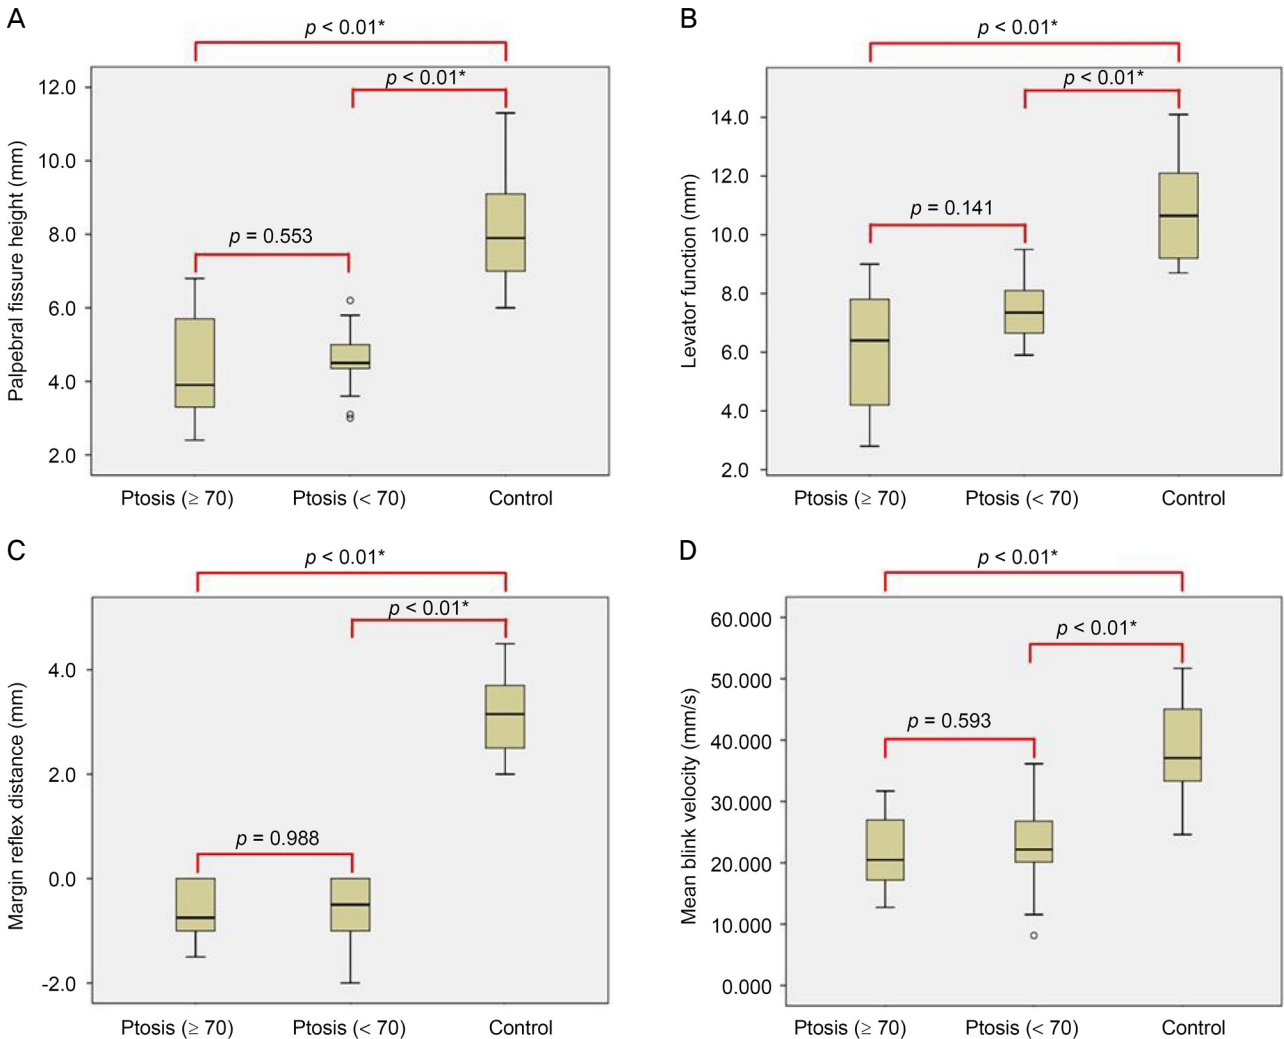 A
p < 0.01*
p < 0.01*
p = 0.553
Palpebral fissure height (mm)
12.0
10.0
8.0
6.0
4.0
2.0
Ptosis (≥ 70)
Ptosis (< 70)
Control
B
p < 0.01*
p < 0.01*
p = 0.141
Levator function (mm)
14.0
12.0
10.0
8.0
6.0
4.0
2.0
Ptosis (≥ 70)
Ptosis (< 70)
Control
C
p < 0.01*
p < 0.01*
p = 0.988
Margin reflex distance (mm)
4.0
2.0
0.0
-2.0
Ptosis (≥ 70)
Ptosis (< 70)
Control
D
p < 0.01*
p < 0.01*
p = 0.593
Mean blink velocity (mm/s)
60.000
50.000
40.000
30.000
20.000
10.000
0.000
Ptosis (≥ 70)
Ptosis (< 70)
Control